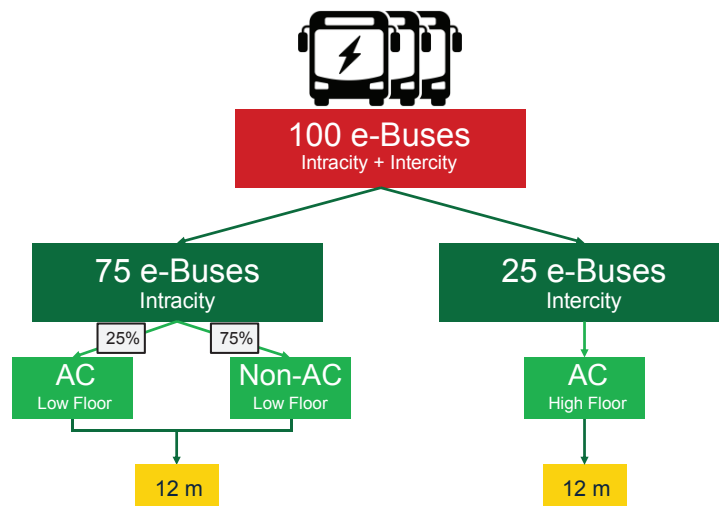 100 e-Buses
Intracity + Intercity
75 e-Buses
Intracity
25 e-Buses
Intercity
25%
75%
AC
Low Floor
Non-AC
Low Floor
AC
High Floor
12 m
12 m